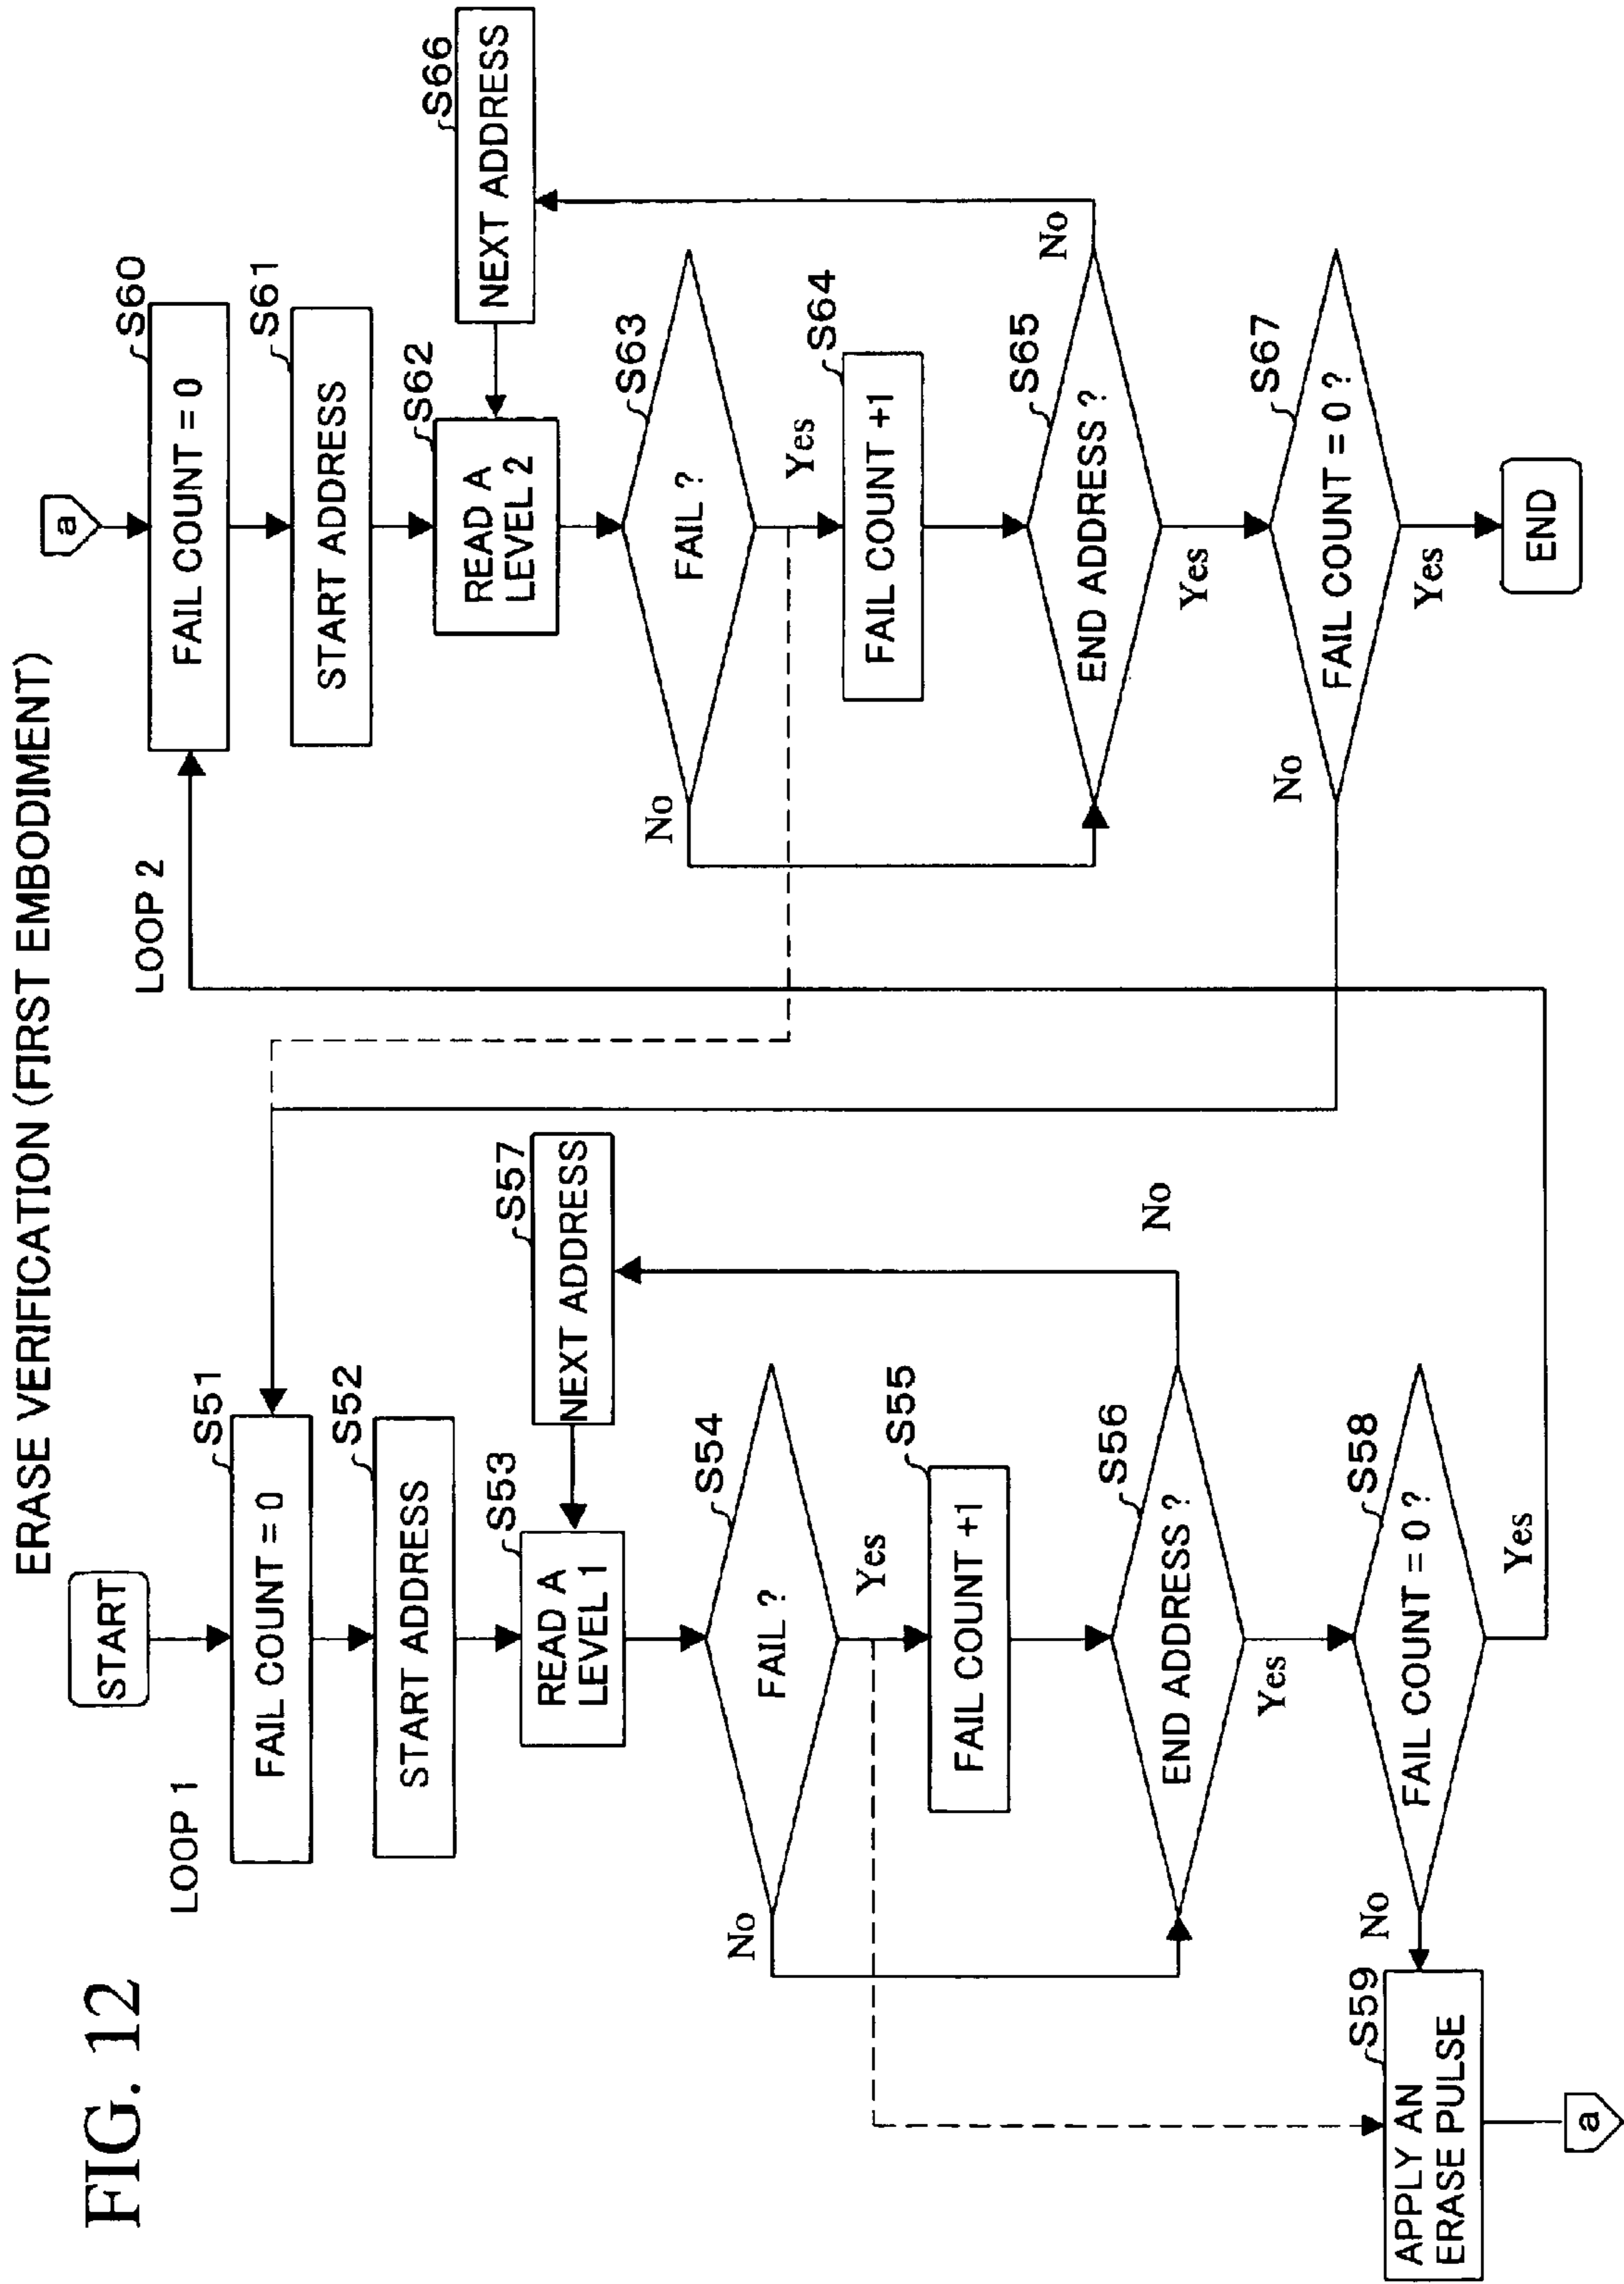 FIG. 12
ERASE VERIFICATION (FIRST EMBODIMENT)
START
LOOP 1
S51
FAIL COUNT = 0
S52
START ADDRESS
S53
READ A
LEVEL 1
S57
NEXT ADDRESS
S54
FAIL ?
No
Yes
S55
FAIL COUNT +1
S56
END ADDRESS ?
No
Yes
S58
FAIL COUNT = 0 ?
No
Yes
S59
APPLY AN
ERASE PULSE
a
a
LOOP 2
S60
FAIL COUNT = 0
S61
START ADDRESS
S62
READ A
LEVEL 2
S66
NEXT ADDRESS
S63
FAIL ?
No
Yes
S64
FAIL COUNT +1
S65
END ADDRESS ?
No
Yes
S67
FAIL COUNT = 0 ?
No
Yes
END